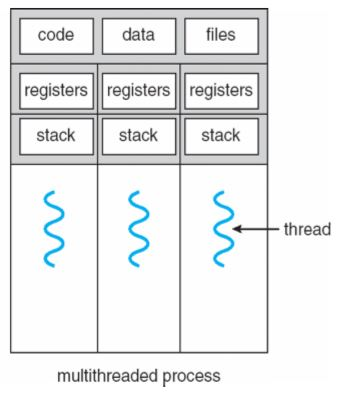 code data files
registers registers registers
stack stack stack
thread
multithreaded process